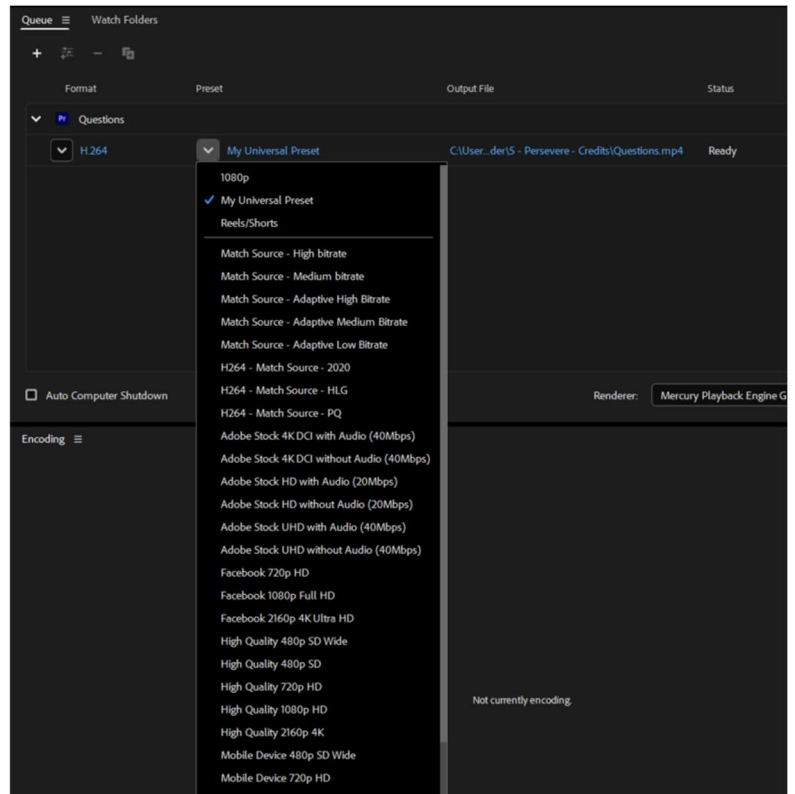 Queue Watch Folders
Format Preset Output File Status
Pr Questions
H.264 My Universal Preset C:\User...der\5 - Persevere - Credits\Questions.mp4 Ready
1080p
My Universal Preset
Reels/Shorts
Match Source - High bitrate
Match Source - Medium bitrate
Match Source - Adaptive High Bitrate
Match Source - Adaptive Medium Bitrate
Match Source - Adaptive Low Bitrate
H264 - Match Source - 2020
H264 - Match Source - HLG
H264 - Match Source - PQ
Auto Computer Shutdown Renderer: Mercury Playback Engine G
Encoding
Adobe Stock 4K DCI with Audio (40Mbps)
Adobe Stock 4K DCI without Audio (40Mbps)
Adobe Stock HD with Audio (20Mbps)
Adobe Stock HD without Audio (20Mbps)
Adobe Stock UHD with Audio (40Mbps)
Adobe Stock UHD without Audio (40Mbps)
Facebook 720p HD
Facebook 1080p Full HD
Facebook 2160p 4K Ultra HD
High Quality 480p SD Wide
High Quality 480p SD
High Quality 720p HD
High Quality 1080p HD
High Quality 2160p 4K
Mobile Device 480p SD Wide
Mobile Device 720p HD
Not currently encoding.